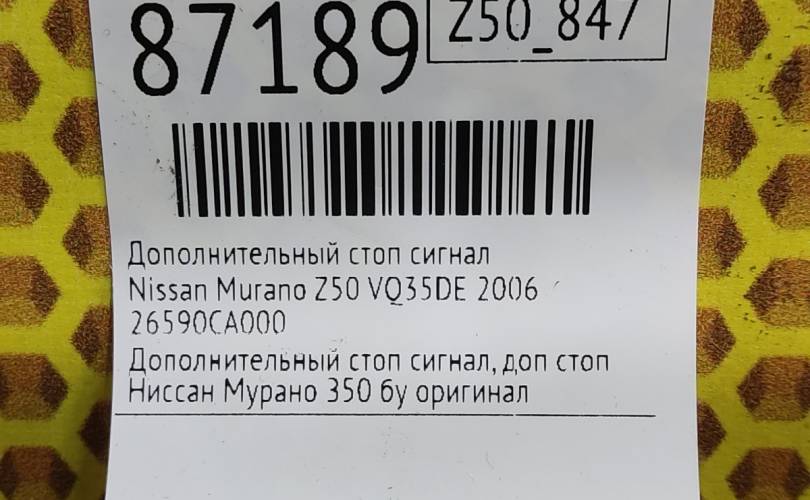 87189
Z50_847
Дополнительный стоп сигнал
Nissan Murano Z50 VQ35DE 2006
26590CA000
Дополнительный стоп сигнал, доп стоп
Ниссан Мурано З50 бу оригинал